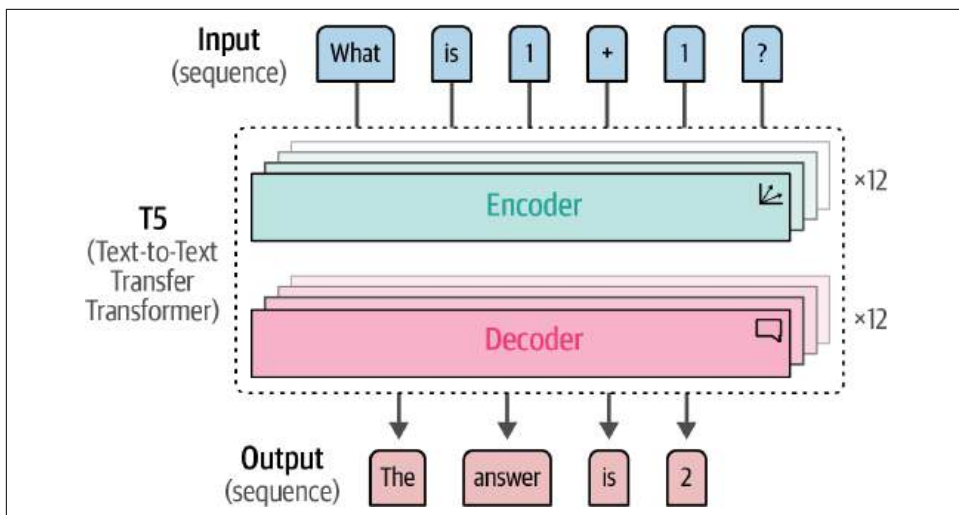 Input
(sequence)
What is 1 + 1 ?
Encoder
×12
T5
(Text-to-Text
Transfer
Transformer)
Decoder
×12
Output
(sequence)
The answer is 2